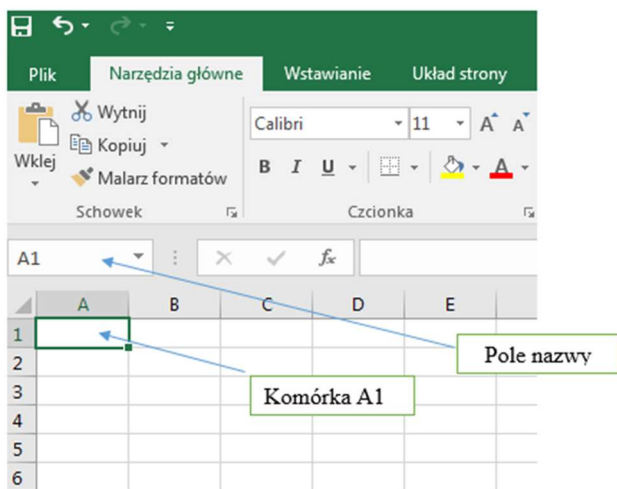 Plik Narzędzia główne Wstawianie Układ strony
Wklej
Wytnij
Kopiuj
Malarz formatów
Schowek
Calibri 11 A A
B I U A
Czcionka
A1 fx
A B C D E
1
2
3
4
5
6
Pole nazwy
Komórka A1